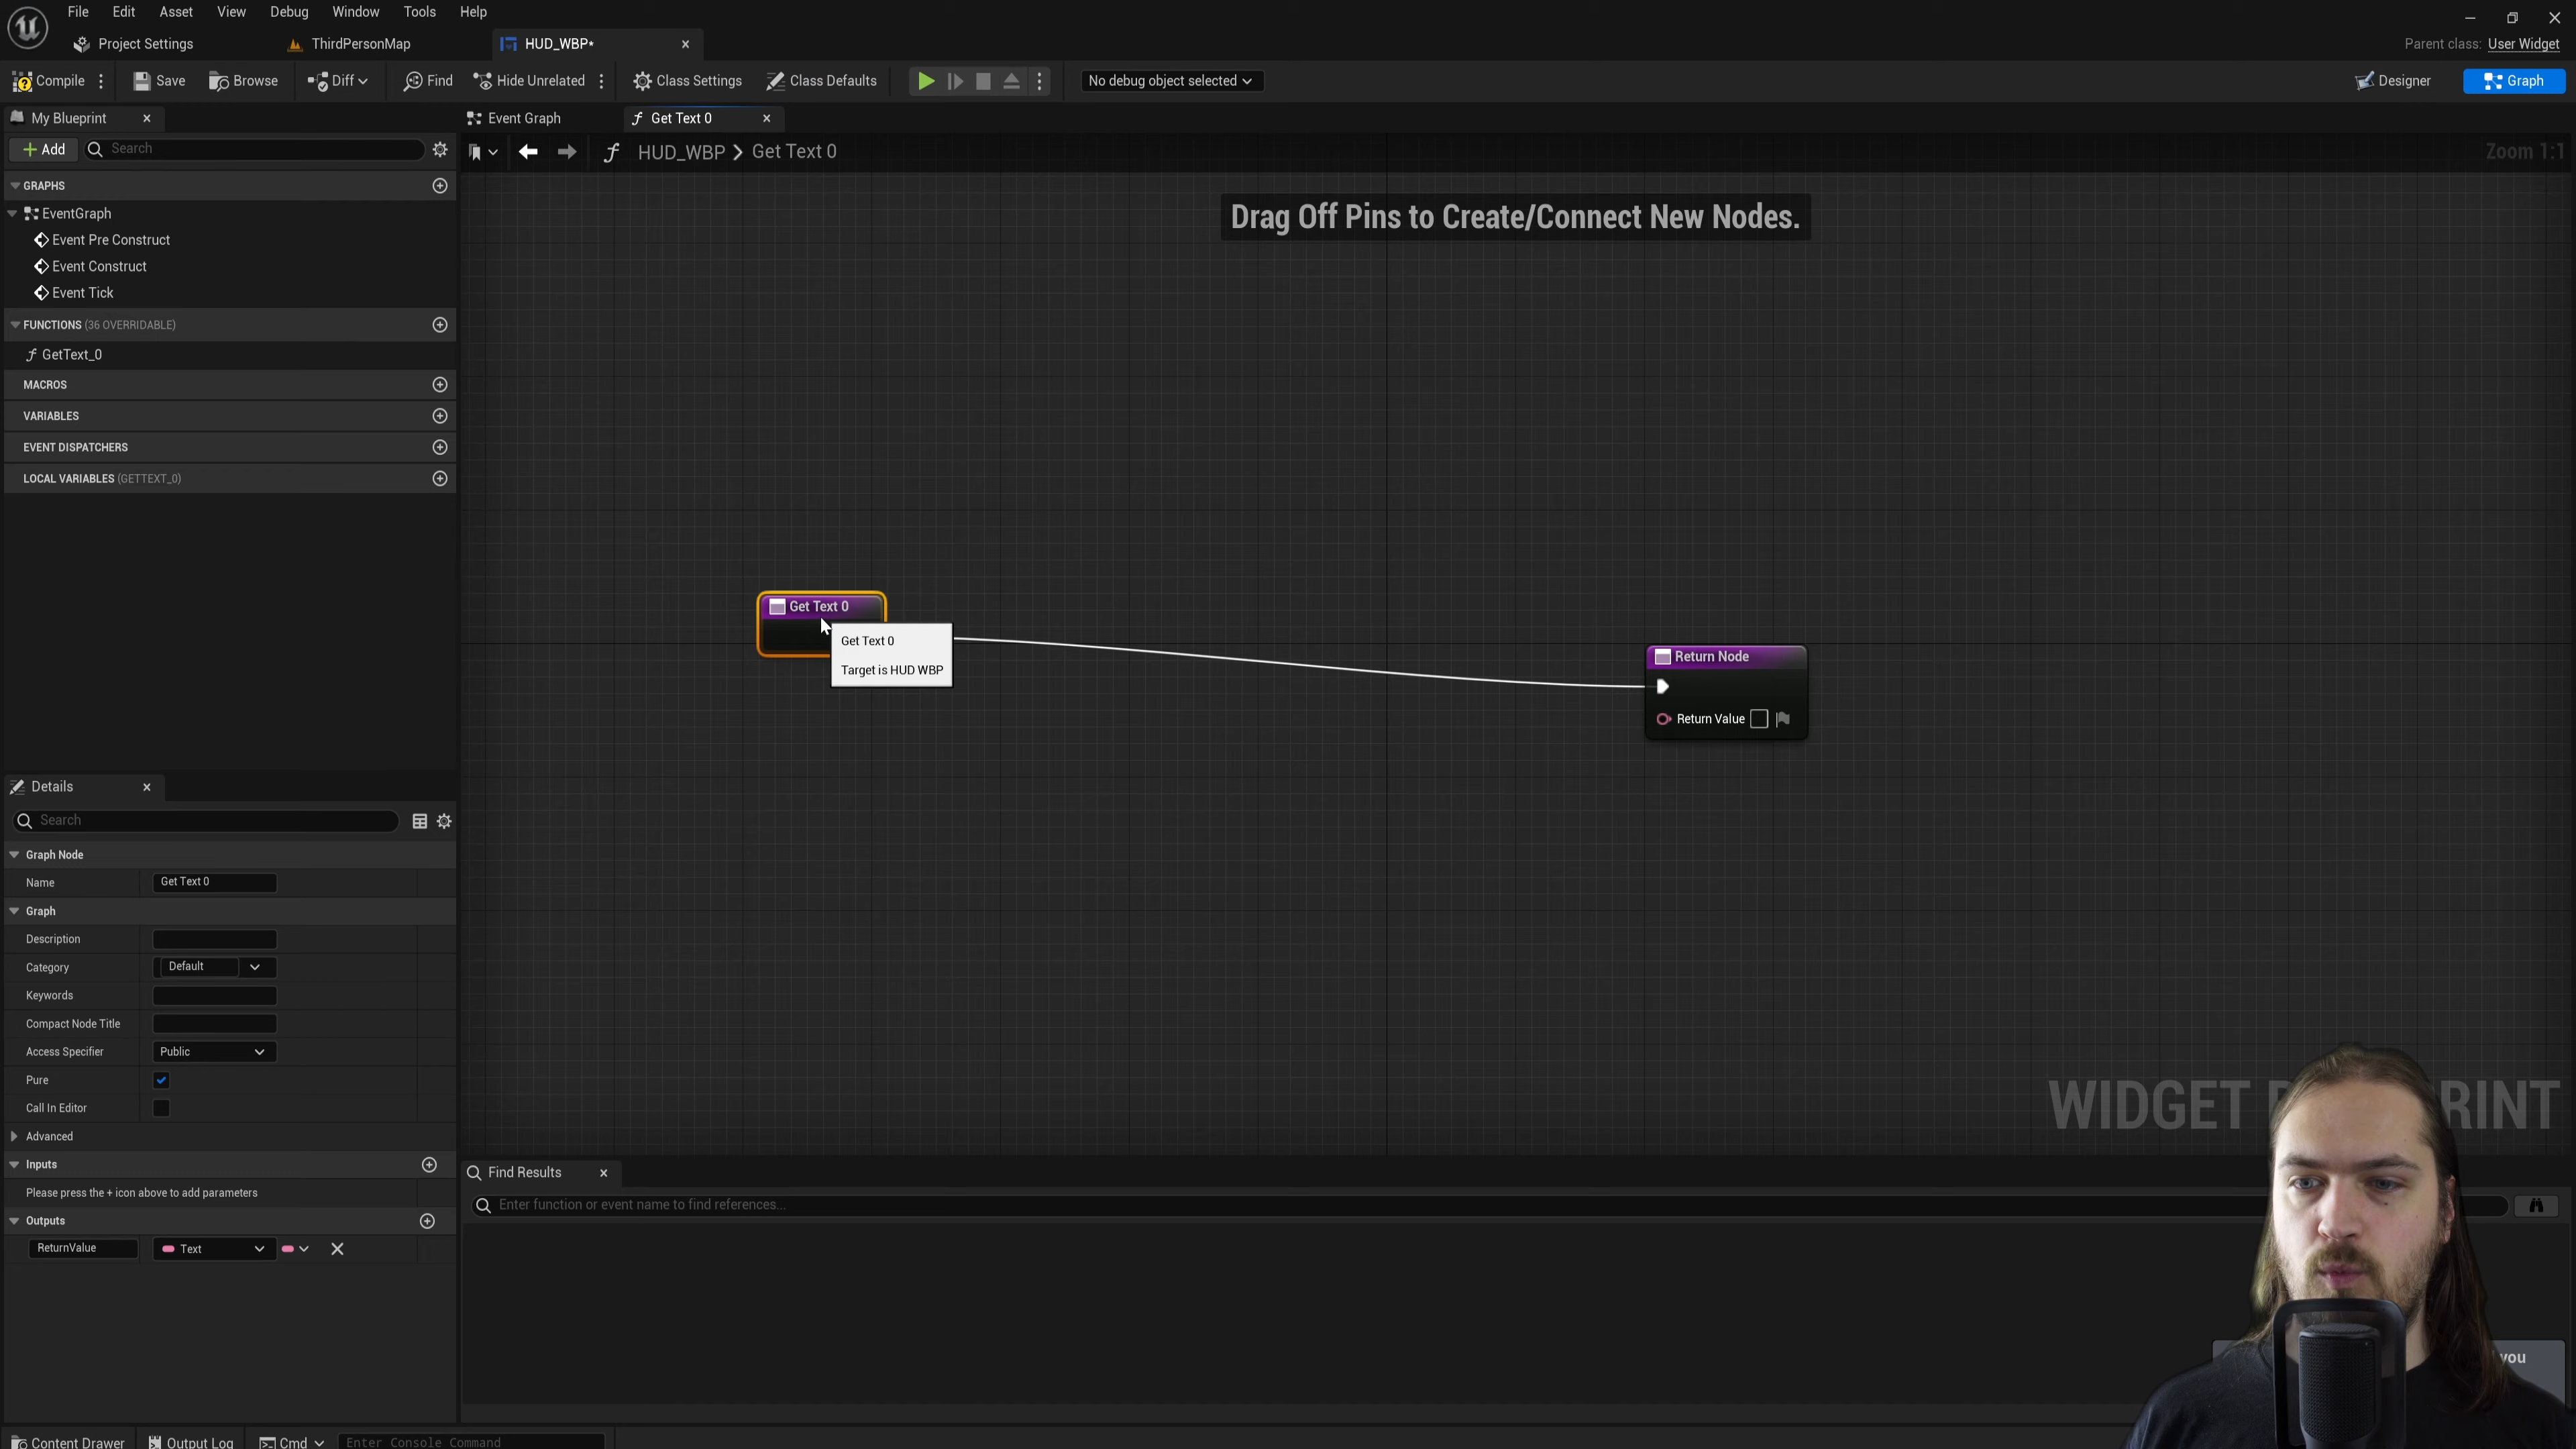 File Edit Asset View Debug Window Tools Help
Project Settings ThirdPersonMap HUD_WBP*
Parent class: User Widget
Compile Save Browse Diff Find Hide Unrelated Class Settings Class Defaults No debug object selected Designer Graph
My Blueprint Event Graph Get Text 0
Add Search
HUD_WBP > Get Text 0
Zoom 1:1
GRAPHS
EventGraph
Event Pre Construct
Event Construct
Event Tick
FUNCTIONS (36 OVERRIDABLE)
GetText_0
MACROS
VARIABLES
EVENT DISPATCHERS
LOCAL VARIABLES (GETTEXT_0)
Drag Off Pins to Create/Connect New Nodes.
Get Text 0
Get Text 0
Target is HUD WBP
Return Node
Return Value
Details
Search
Graph Node
Name Get Text 0
Graph
Description
Category Default
Keywords
Compact Node Title
Access Specifier Public
Pure
Call In Editor
Advanced
Inputs
Please press the + icon above to add parameters
Outputs
ReturnValue Text
WIDGET RINT
Find Results
Enter function or event name to find references...
you
Content Drawer Output Log Cmd Enter Console Command